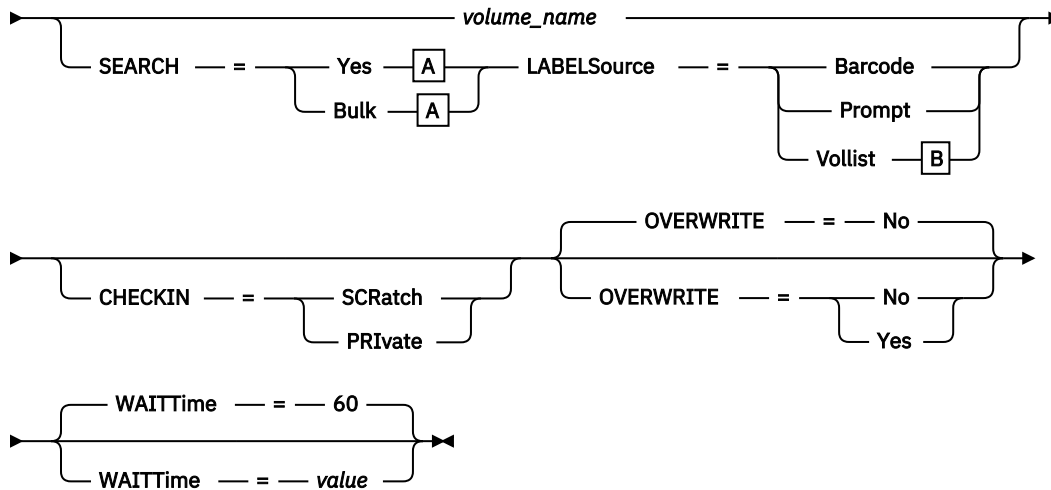 volume_name
SEARCH = Yes A LABELSource = Barcode
Bulk A Prompt
Vollist B
OVERWRITE = No
CHECKIN = SCRatch OVERWRITE = No
PRIvate Yes
WAITTime = 60
WAITTime = value